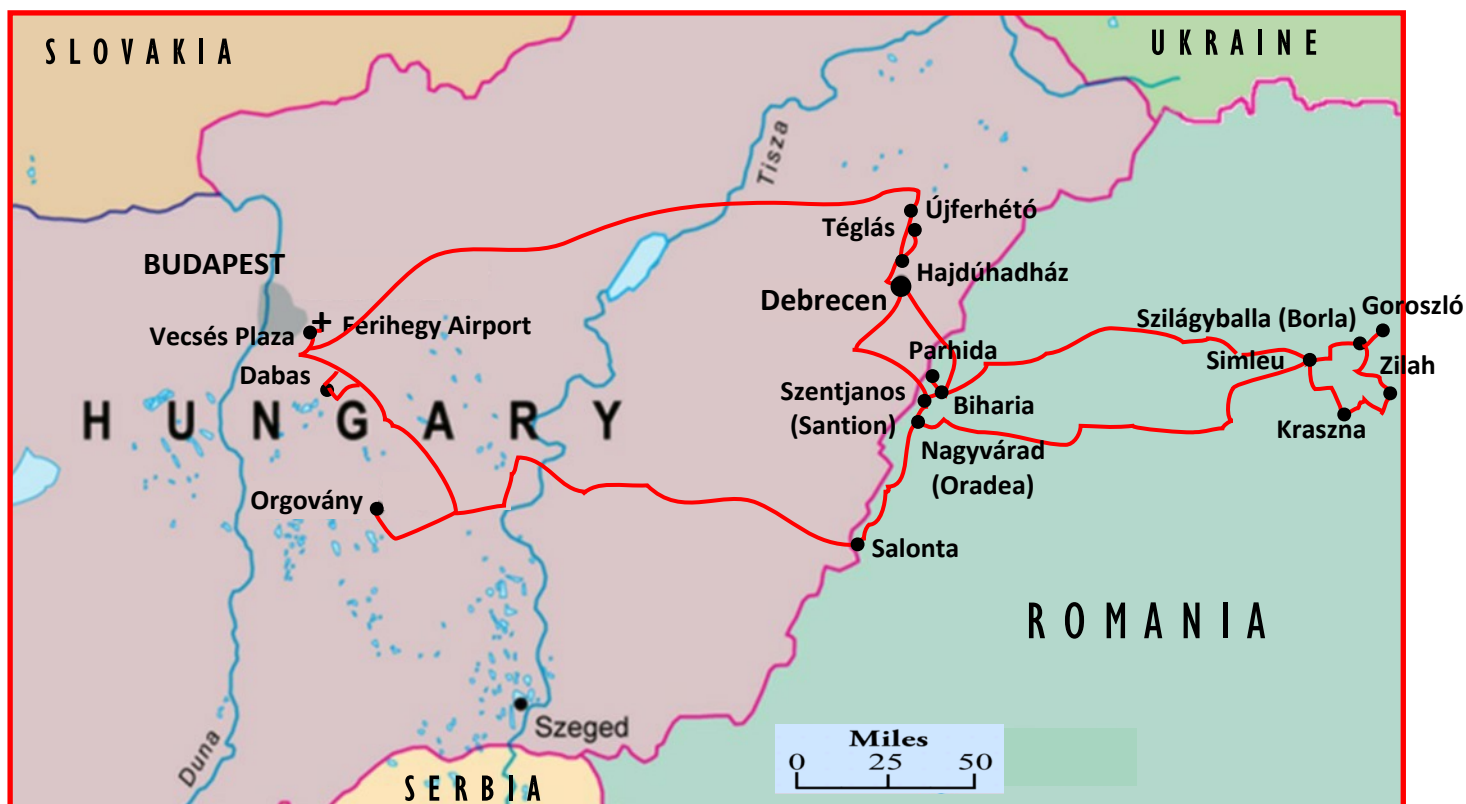 SLOVAKIA
UKRAINE
Tisza
Újferhétó
Téglás
BUDAPEST
Hajdúhadház
Debrecen
Goroszló
Szilágyballa (Borla)
Vecsés Plaza
Ferihegy Airport
Parhida
Simleu
Zilah
Dabas
Szentjanos
(Santion)
Biharia
HUNGARY
Kraszna
Nagyvárad
(Oradea)
Orgovány
Salonta
ROMANIA
Szeged
Duna
Miles
0 25 50
SERBIA